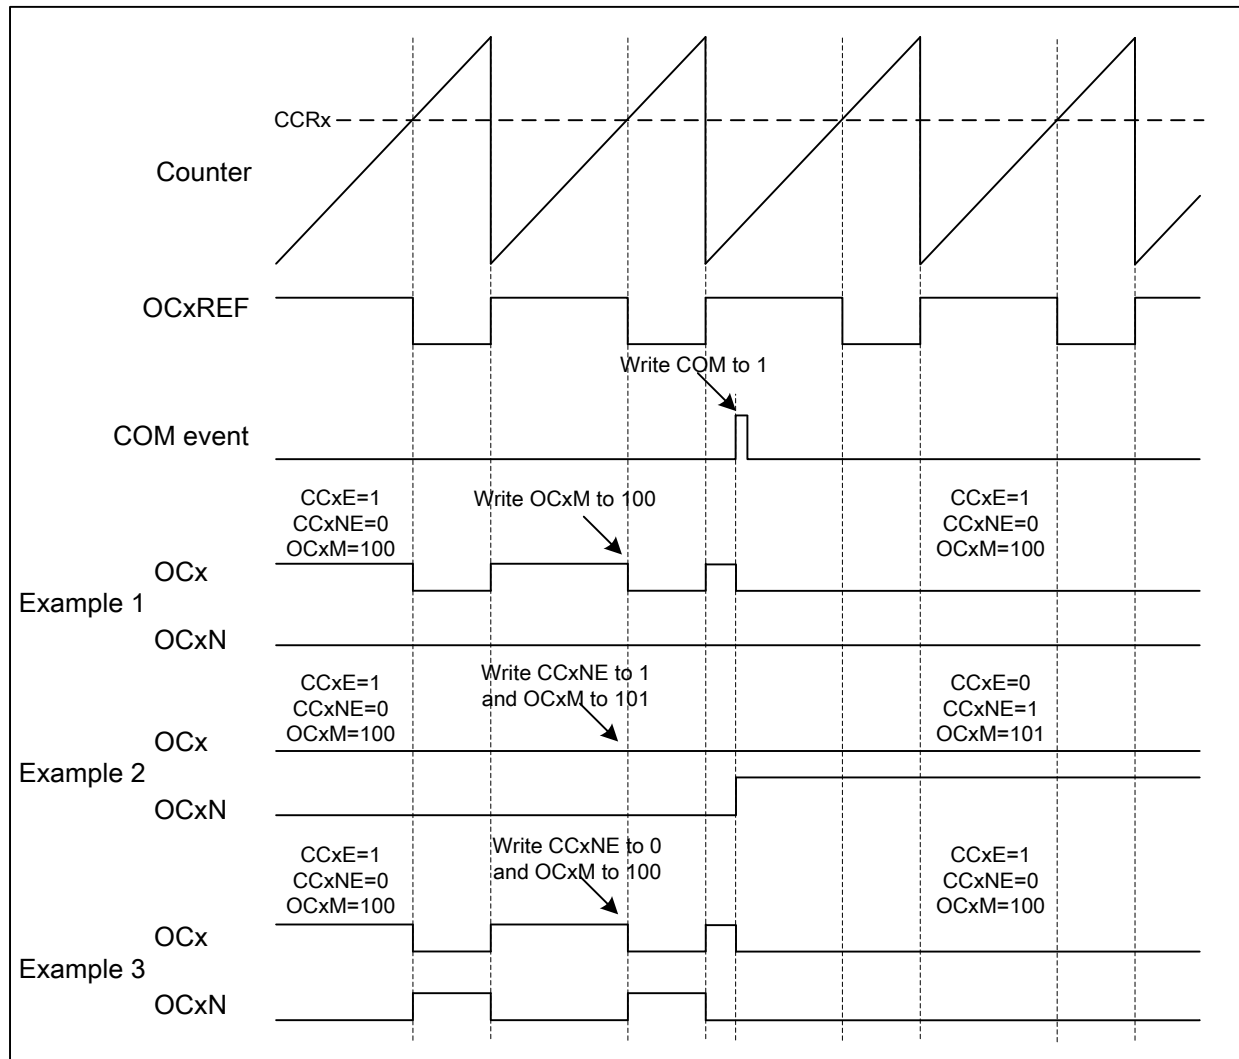 CCRx
Counter
OCxREF
Write COM to 1
COM event
CCxE=1
CCxNE=0
OCxM=100
Write OCxM to 100
CCxE=1
CCxNE=0
OCxM=100
OCx
Example 1
OCxN
CCxE=1
CCxNE=0
OCxM=100
Write CCxNE to 1
and OCxM to 101
CCxE=0
CCxNE=1
OCxM=101
OCx
Example 2
OCxN
CCxE=1
CCxNE=0
OCxM=100
Write CCxNE to 0
and OCxM to 100
CCxE=1
CCxNE=0
OCxM=100
OCx
Example 3
OCxN